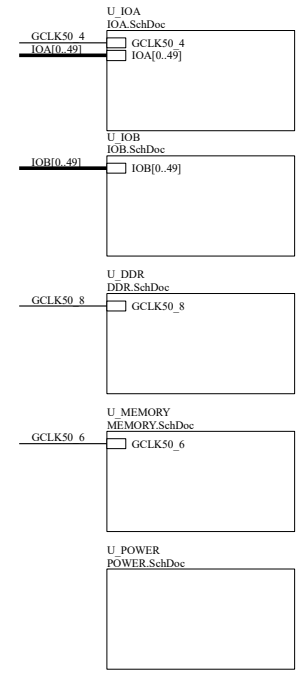 U_IOA
IOA.SchDoc
GCLK50_4 GCLK50_4
IOA[0..49] IOA[0..49]
U_IOB
IOB.SchDoc
IOB[0..49] IOB[0..49]
U_DDR
DDR.SchDoc
GCLK50_8 GCLK50_8
U_MEMORY
MEMORY.SchDoc
GCLK50_6 GCLK50_6
U_POWER
POWER.SchDoc